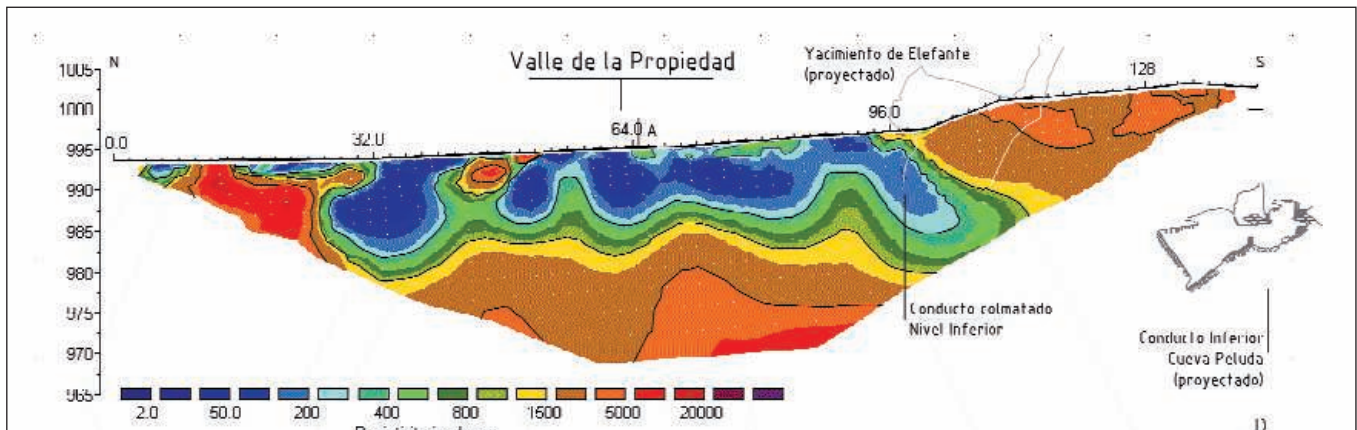 Valle de la Propiedad
Yacimiento de Elefante
(proyectado)
N
S
1005
1000
995
990
985
980
975
970
965
0.0
32.0
64.0 A
96.0
128
Conducto colmatado
Nivel Inferior
Conducto Inferior
Cueva Peluda
(proyectado)
2.0 50.0 200 400 800 1500 5000 20000